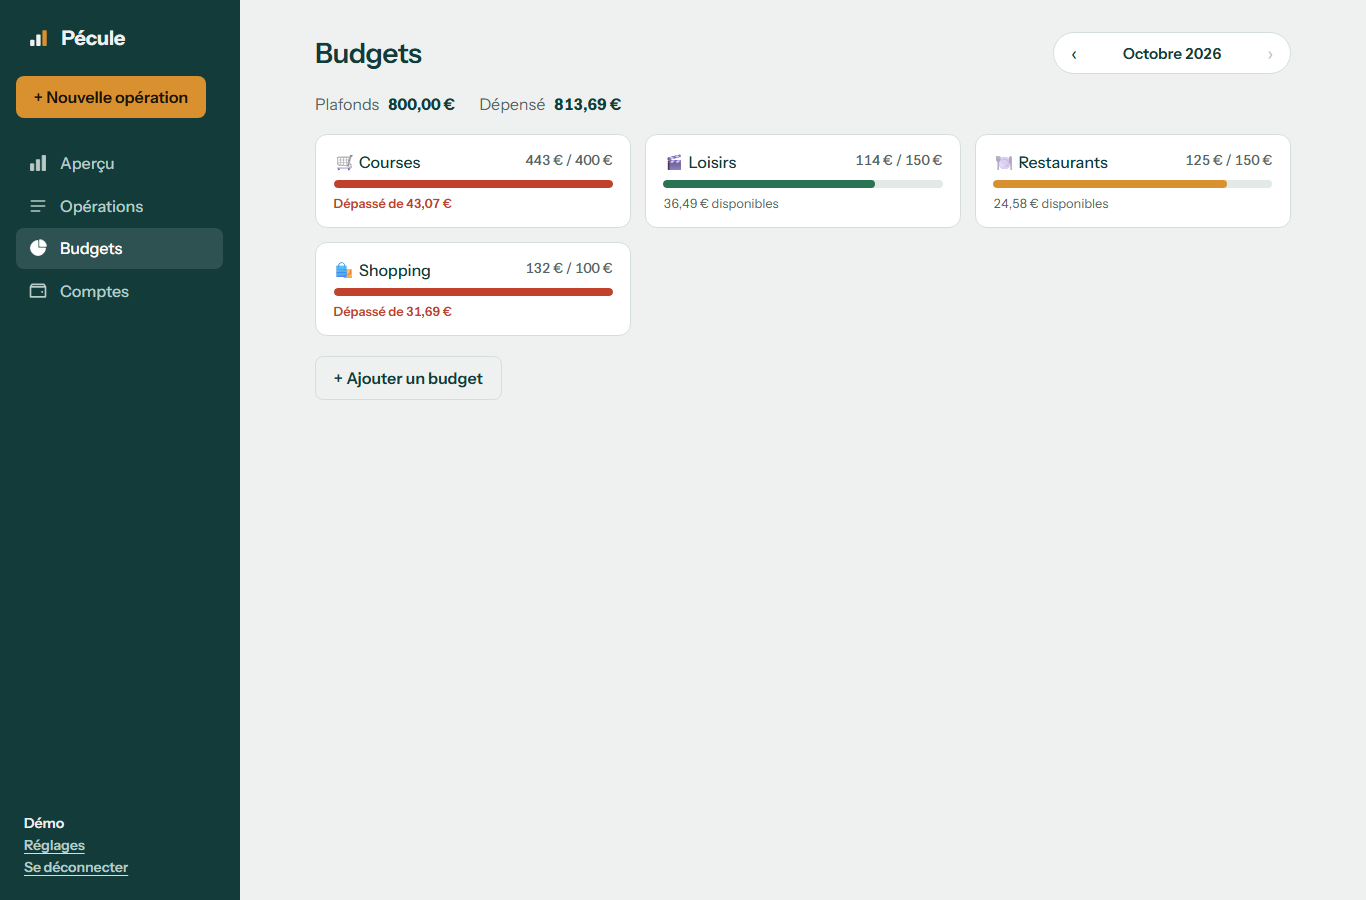 Pécule
+ Nouvelle opération
Aperçu
Opérations
Budgets
Comptes
Démo
Réglages
Se déconnecter
Budgets
‹ Octobre 2026 ›
Plafonds 800,00 € Dépensé 813,69 €
Courses 443 € / 400 €
Dépassé de 43,07 €
Loisirs 114 € / 150 €
36,49 € disponibles
Restaurants 125 € / 150 €
24,58 € disponibles
Shopping 132 € / 100 €
Dépassé de 31,69 €
+ Ajouter un budget